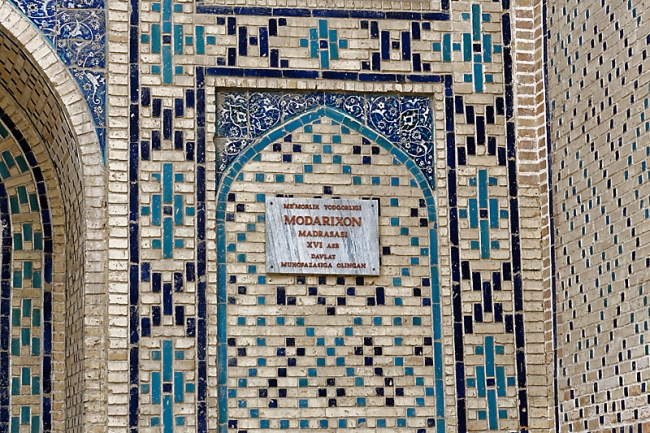 ME'MORLIK YODGORLIGI
MODARIXON
MADRASASI
XVI ASR
DAVLAT
MUHOFAZASIGA OLINGAN